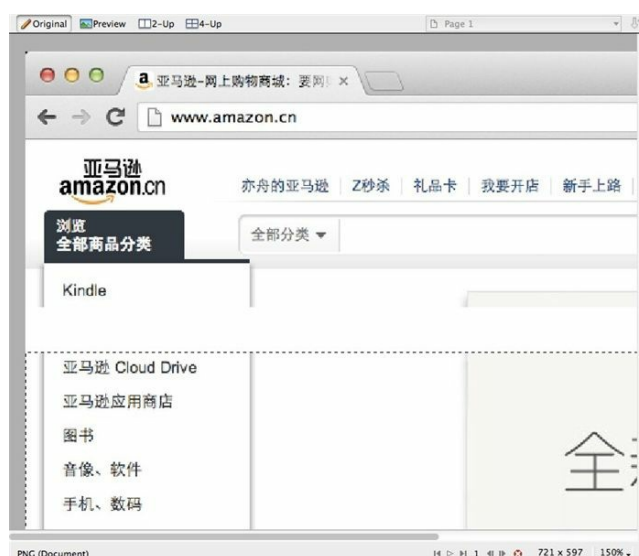 Original Preview 2-Up 4-Up Page 1
亚马逊-网上购物商城：要网
www.amazon.cn
亚马逊
amazon.cn
亦舟的亚马逊 Z秒杀 礼品卡 我要开店 新手上路
浏览
全部商品分类
全部分类
Kindle
亚马逊 Cloud Drive
亚马逊应用商店
图书
音像、软件
手机、数码
全
PNG (Document) 1 721 x 597 150%